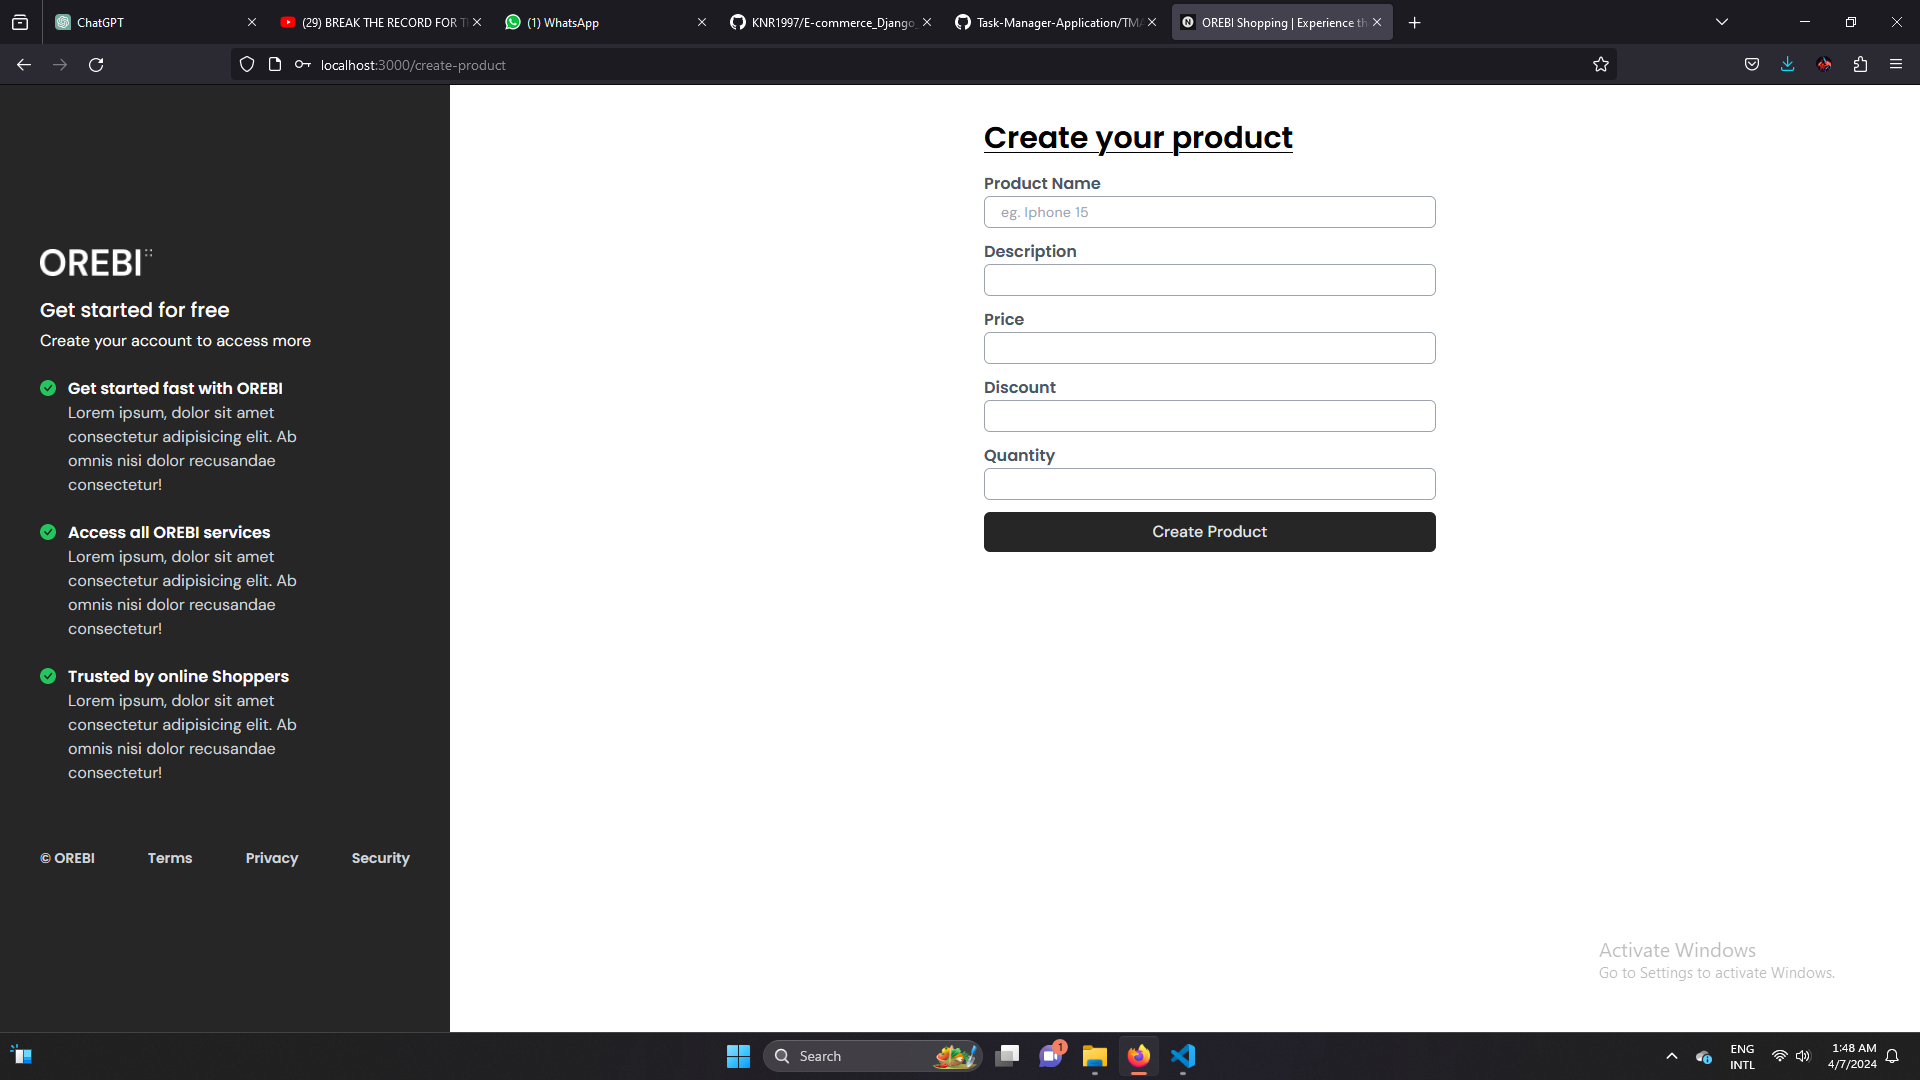 ChatGPT
(29) BREAK THE RECORD FOR T
(1) WhatsApp
KNR1997/E-commerce_Django_
Task-Manager-Application/TMA
OREBI Shopping | Experience th
localhost:3000/create-product
OREBI
Get started for free
Create your account to access more
Get started fast with OREBI
Lorem ipsum, dolor sit amet
consectetur adipisicing elit. Ab
omnis nisi dolor recusandae
consectetur!
Access all OREBI services
Lorem ipsum, dolor sit amet
consectetur adipisicing elit. Ab
omnis nisi dolor recusandae
consectetur!
Trusted by online Shoppers
Lorem ipsum, dolor sit amet
consectetur adipisicing elit. Ab
omnis nisi dolor recusandae
consectetur!
© OREBI
Terms
Privacy
Security
Create your product
Product Name
eg. Iphone 15
Description
Price
Discount
Quantity
Create Product
Activate Windows
Go to Settings to activate Windows.
Search
1
ENG
INTL
1:48 AM
4/7/2024